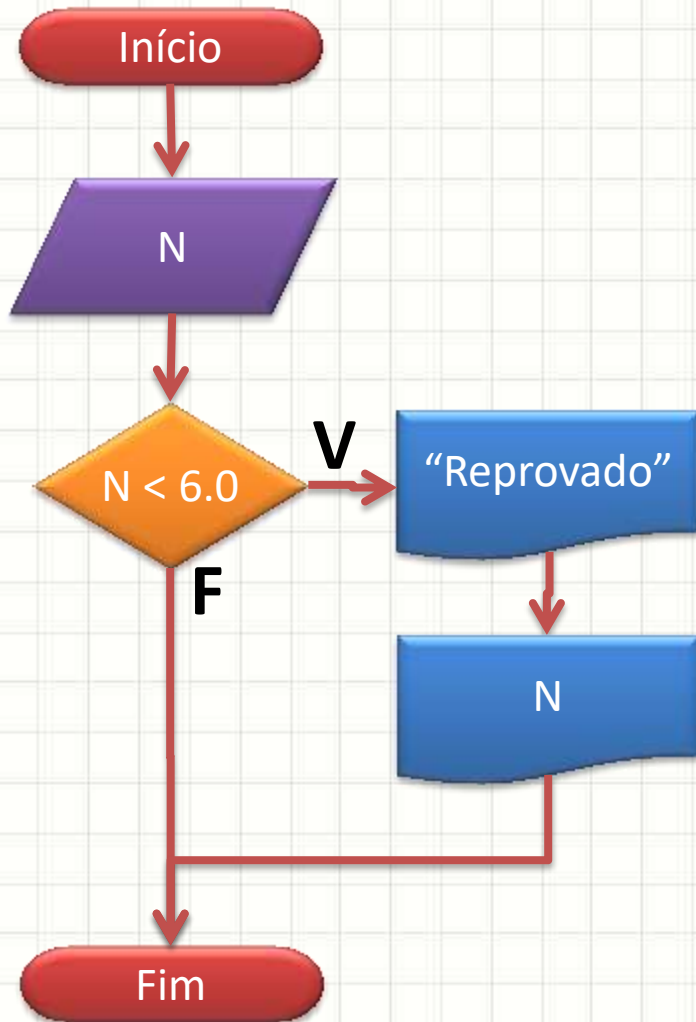 Início
N
N < 6.0
V
“Reprovado”
F
N
Fim